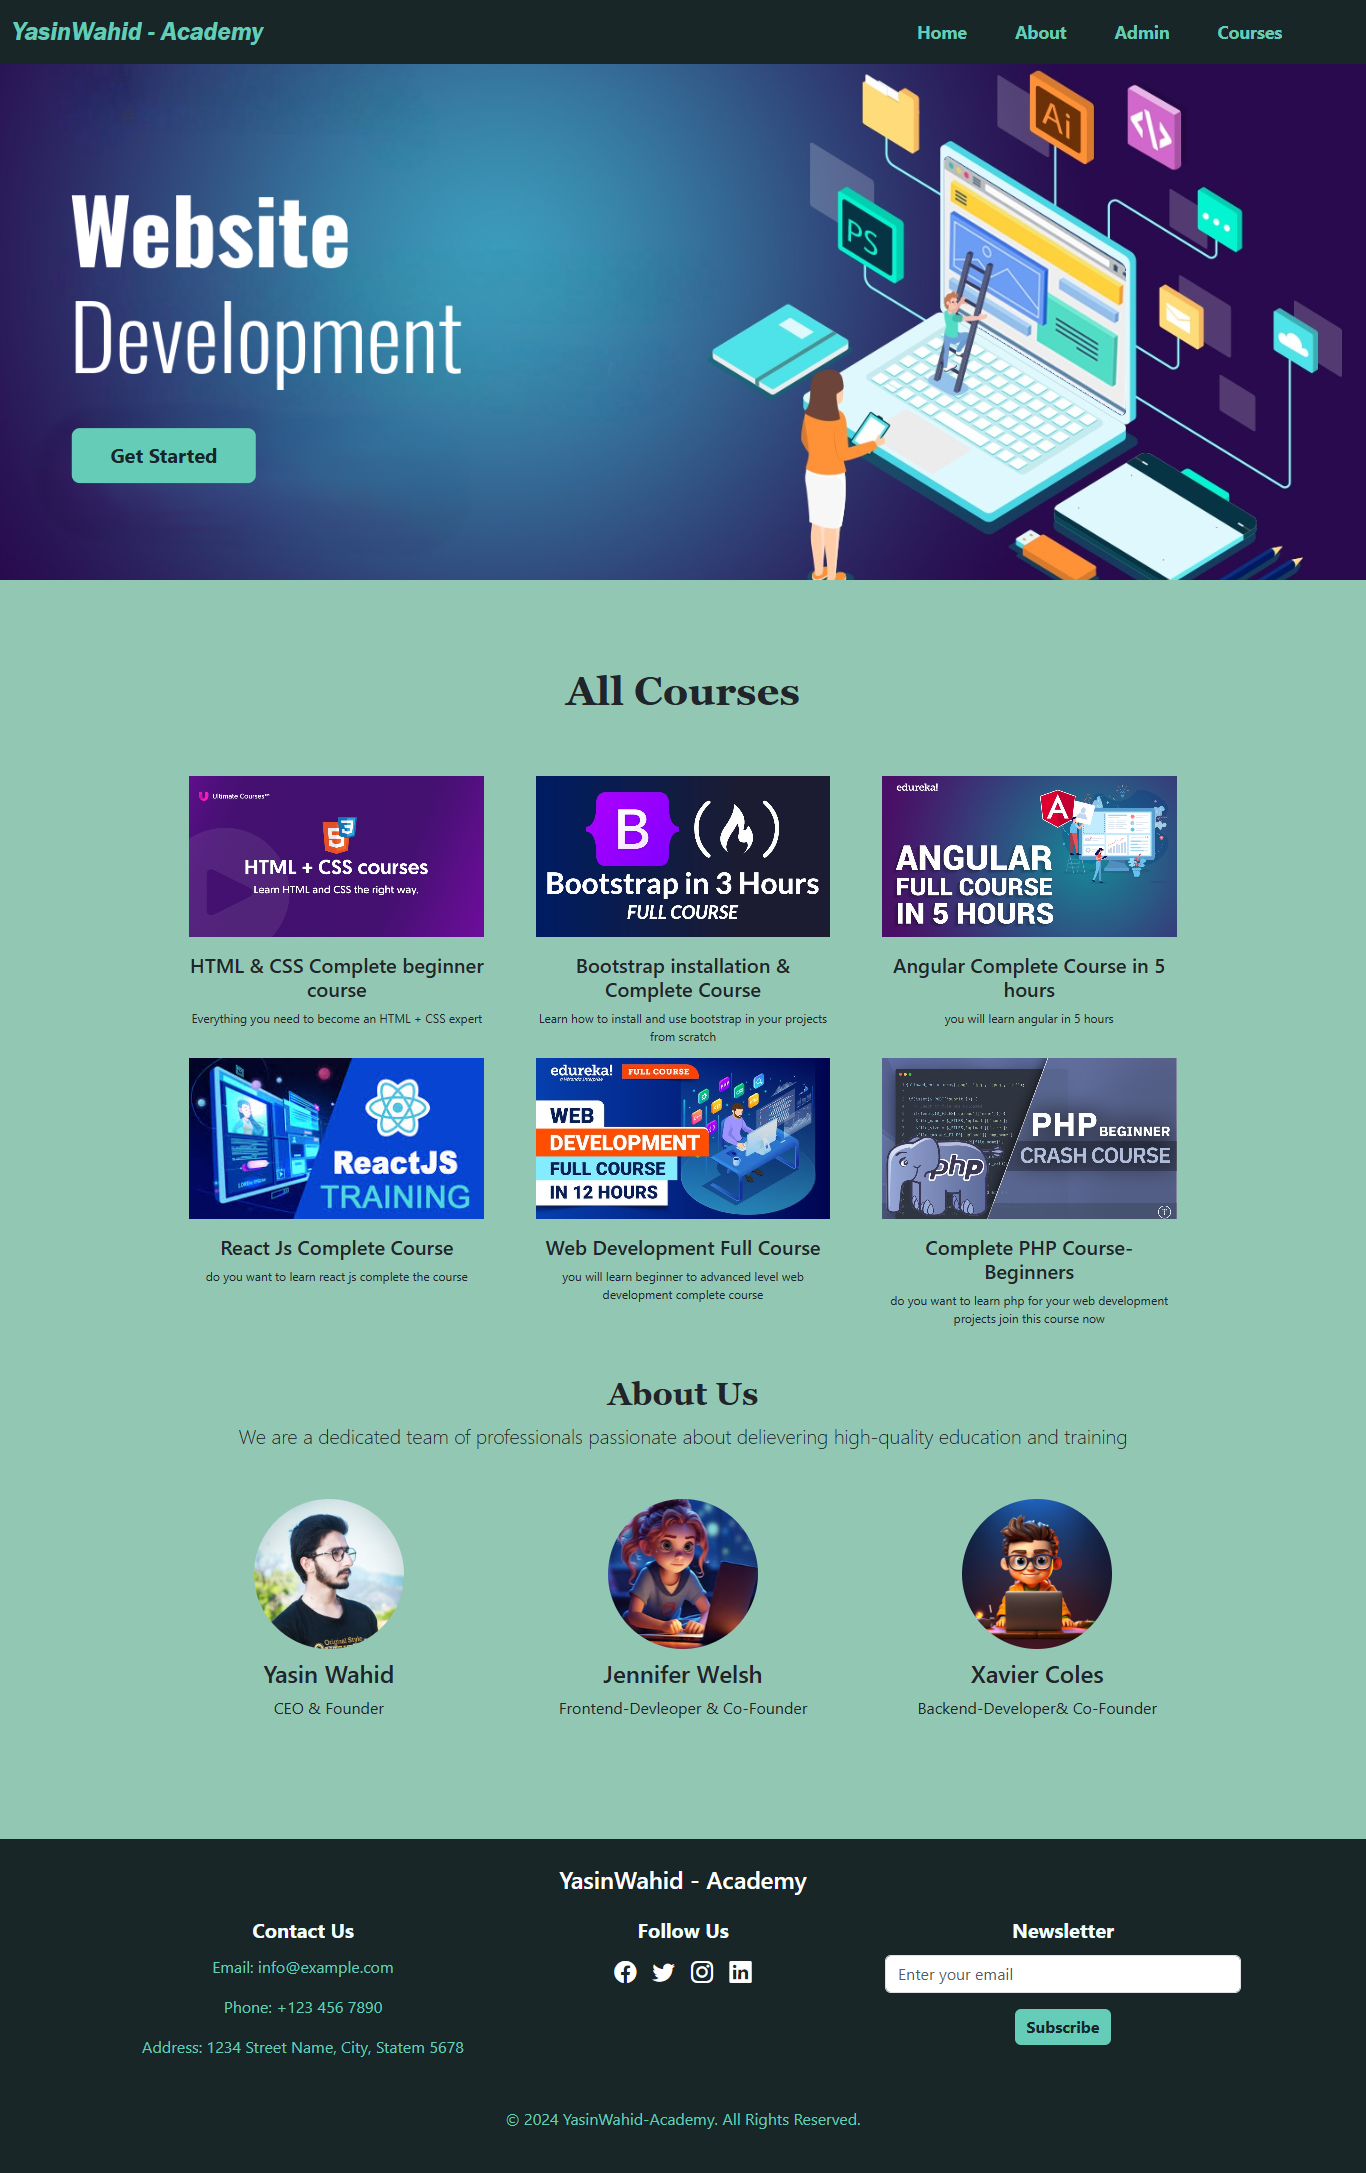 YasinWahid - Academy
Home
About
Admin
Courses
Website
Development
Get Started
Ai
PS
All Courses
Ultimate Courses™
HTML + CSS courses
Learn HTML and CSS the right way.
B
Bootstrap in 3 Hours
FULL COURSE
edureka!
ANGULAR
FULL COURSE
IN 5 HOURS
HTML & CSS Complete beginner
course
Everything you need to become an HTML + CSS expert
Bootstrap installation &
Complete Course
Learn how to install and use bootstrap in your projects
from scratch
Angular Complete Course in 5
hours
you will learn angular in 5 hours
ReactJS
TRAINING
edureka!
FULL COURSE
WEB
DEVELOPMENT
FULL COURSE
IN 12 HOURS
PHP BEGINNER
CRASH COURSE
php
React Js Complete Course
do you want to learn react js complete the course
Web Development Full Course
you will learn beginner to advanced level web
development complete course
Complete PHP Course-
Beginners
do you want to learn php for your web development
projects join this course now
About Us
We are a dedicated team of professionals passionate about delievering high-quality education and training
Original Style
Yasin Wahid
CEO & Founder
Jennifer Welsh
Frontend-Devleoper & Co-Founder
Xavier Coles
Backend-Developer& Co-Founder
YasinWahid - Academy
Contact Us
Email: info@example.com
Phone: +123 456 7890
Address: 1234 Street Name, City, Statem 5678
Follow Us
Newsletter
Enter your email
Subscribe
© 2024 YasinWahid-Academy. All Rights Reserved.